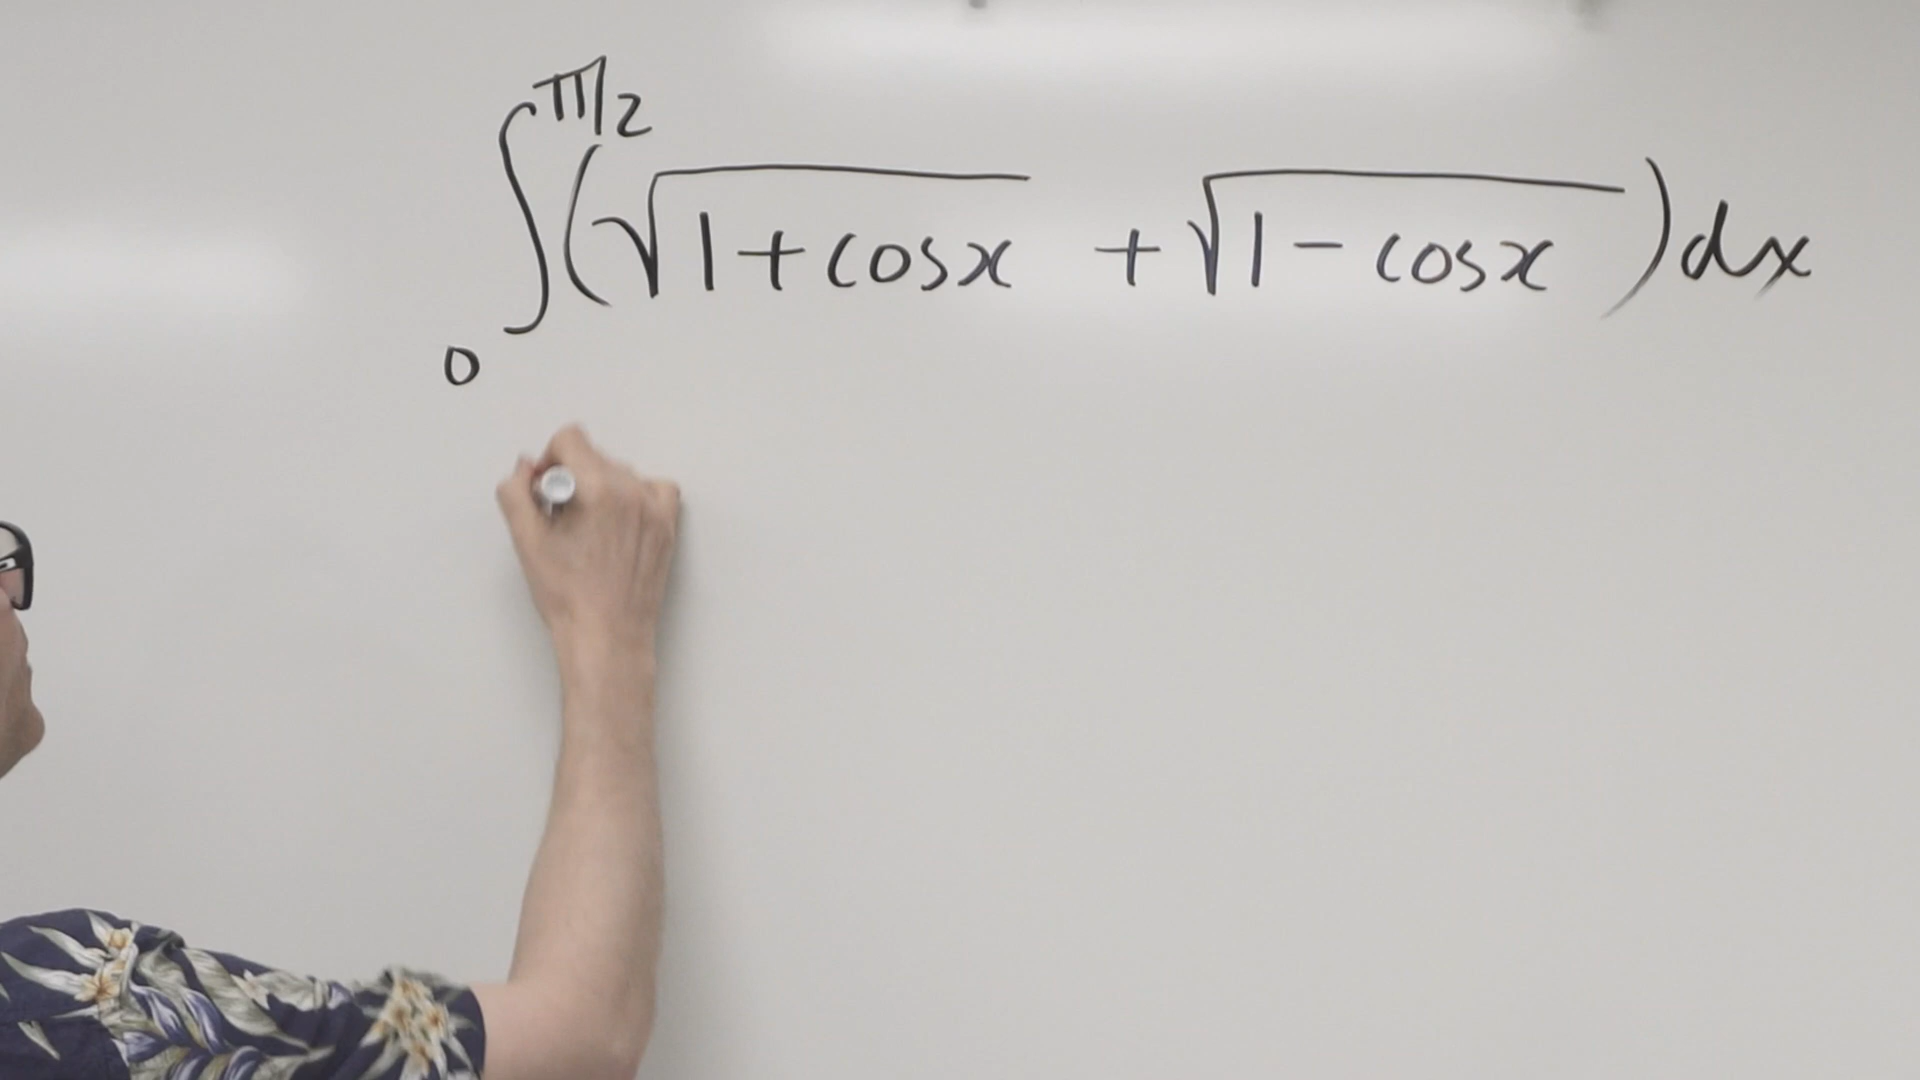 ∫₀^{π/2} (√(1+cosx) + √(1-cosx)) dx